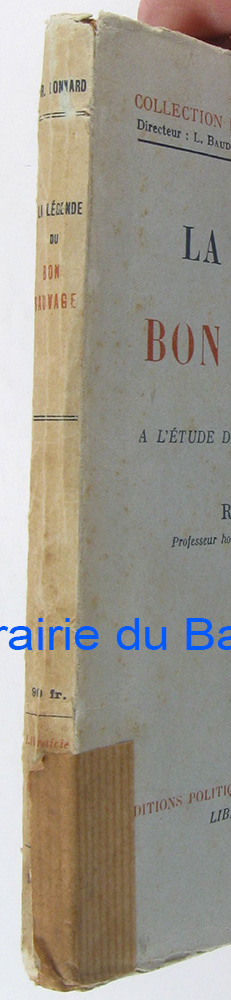 LA LÉGENDE
DU
BON
SAUVAGE
90 fr.
Librairie
COLLECTION
Directeur : L. BAUD
LA
BON
A L'ÉTUDE D
R
Professeur ho
DITIONS POLITIQ
LIB
rairie du Ba